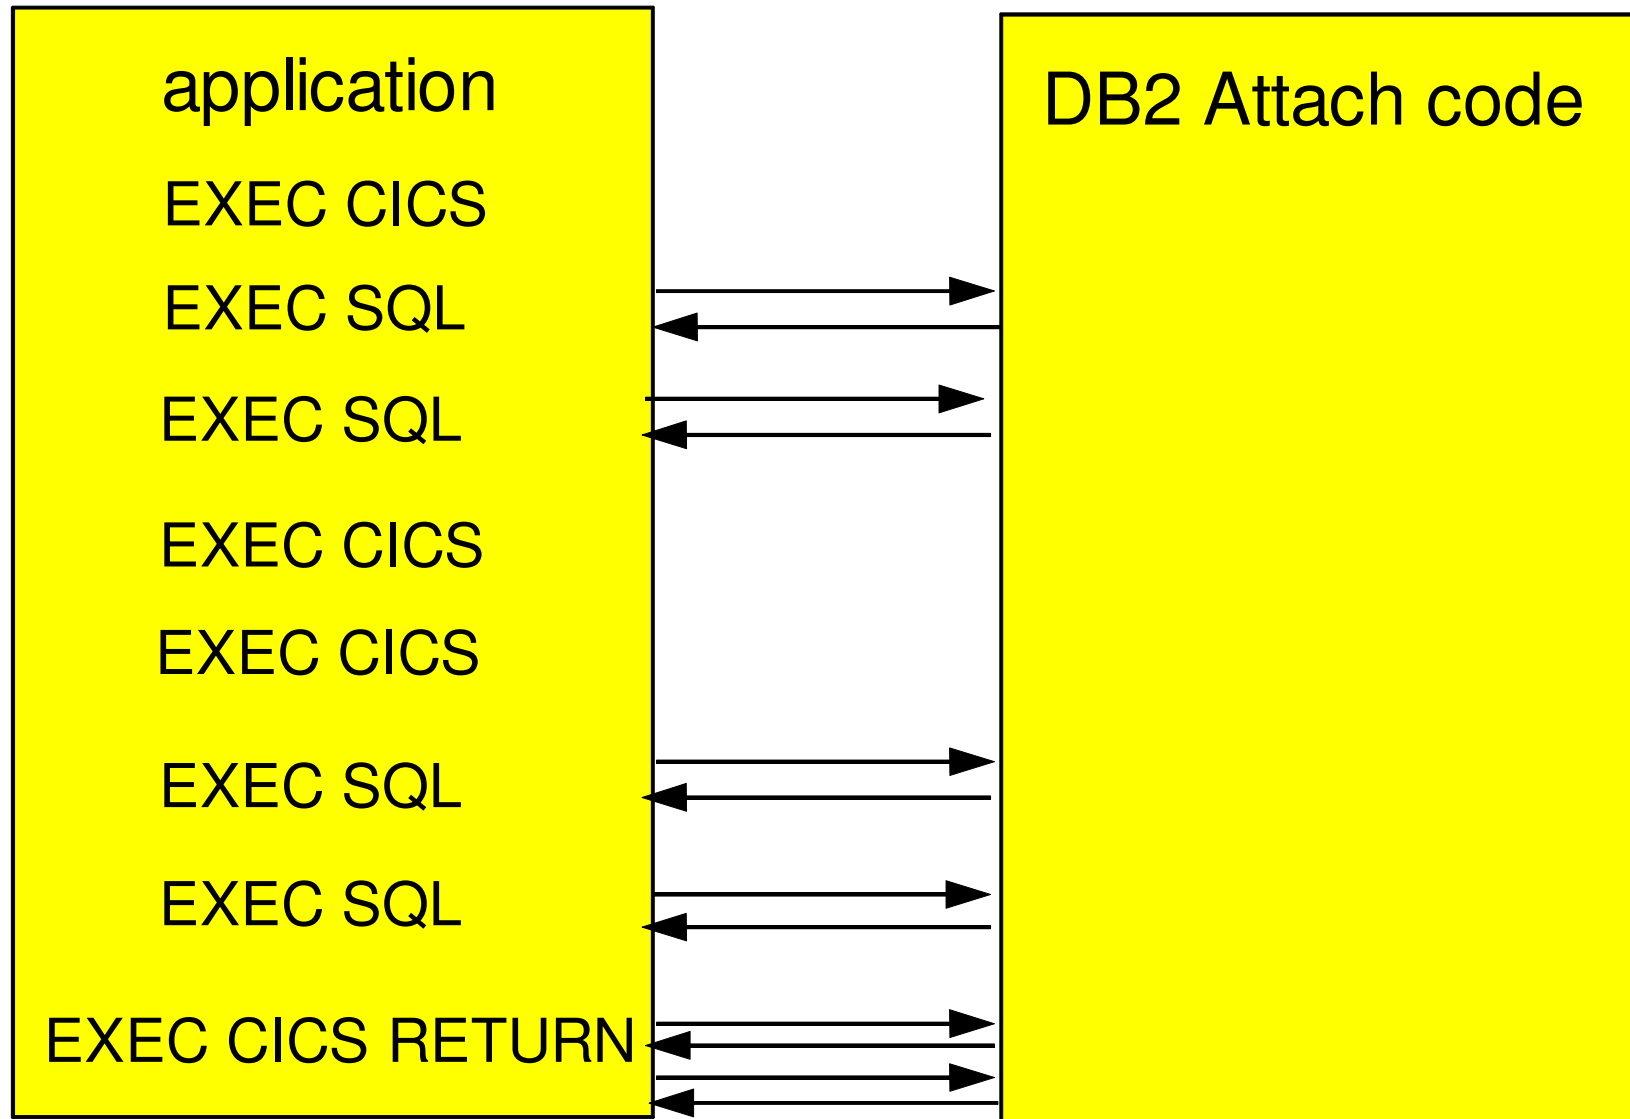 application
DB2 Attach code
EXEC CICS
EXEC SQL
EXEC SQL
EXEC CICS
EXEC CICS
EXEC SQL
EXEC SQL
EXEC CICS RETURN